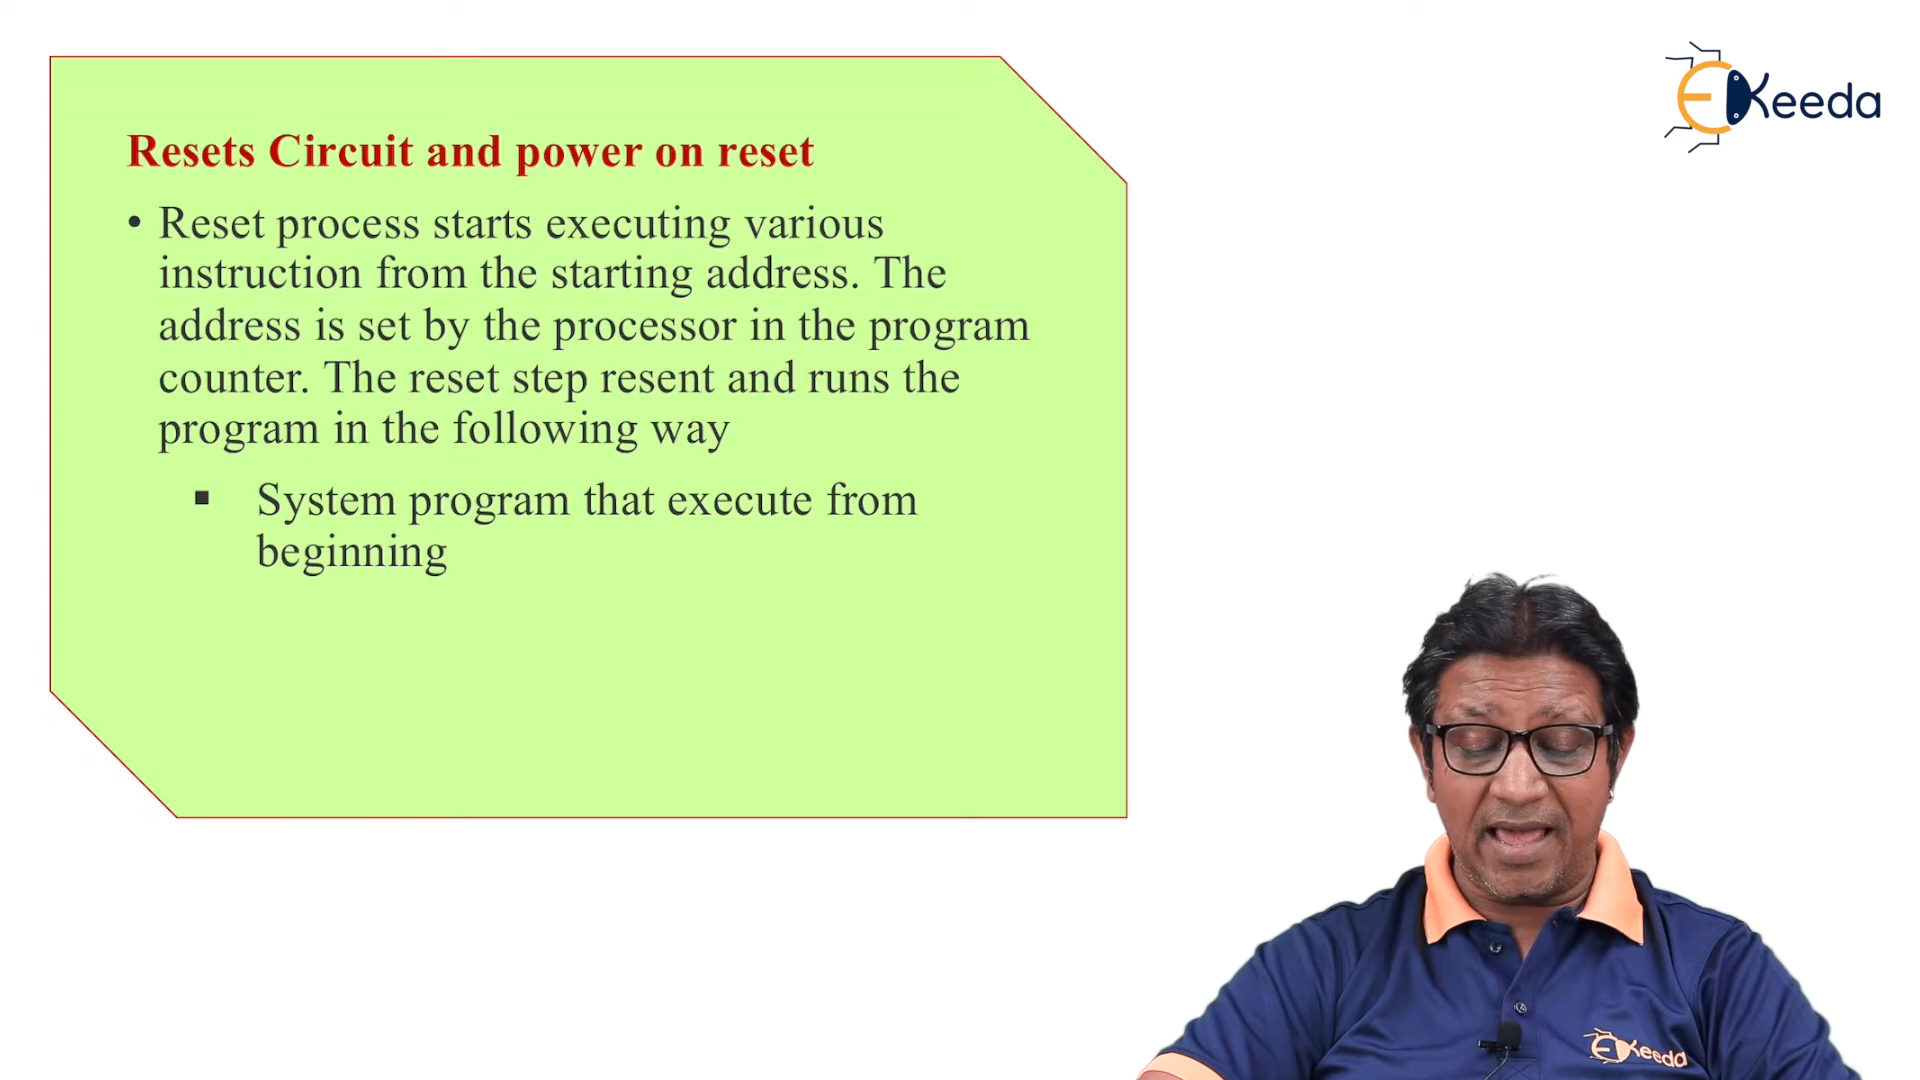 EKeeda
Resets Circuit and power on reset
• Reset process starts executing various
instruction from the starting address. The
address is set by the processor in the program
counter. The reset step resent and runs the
program in the following way
▪ System program that execute from
beginning
EKeeda